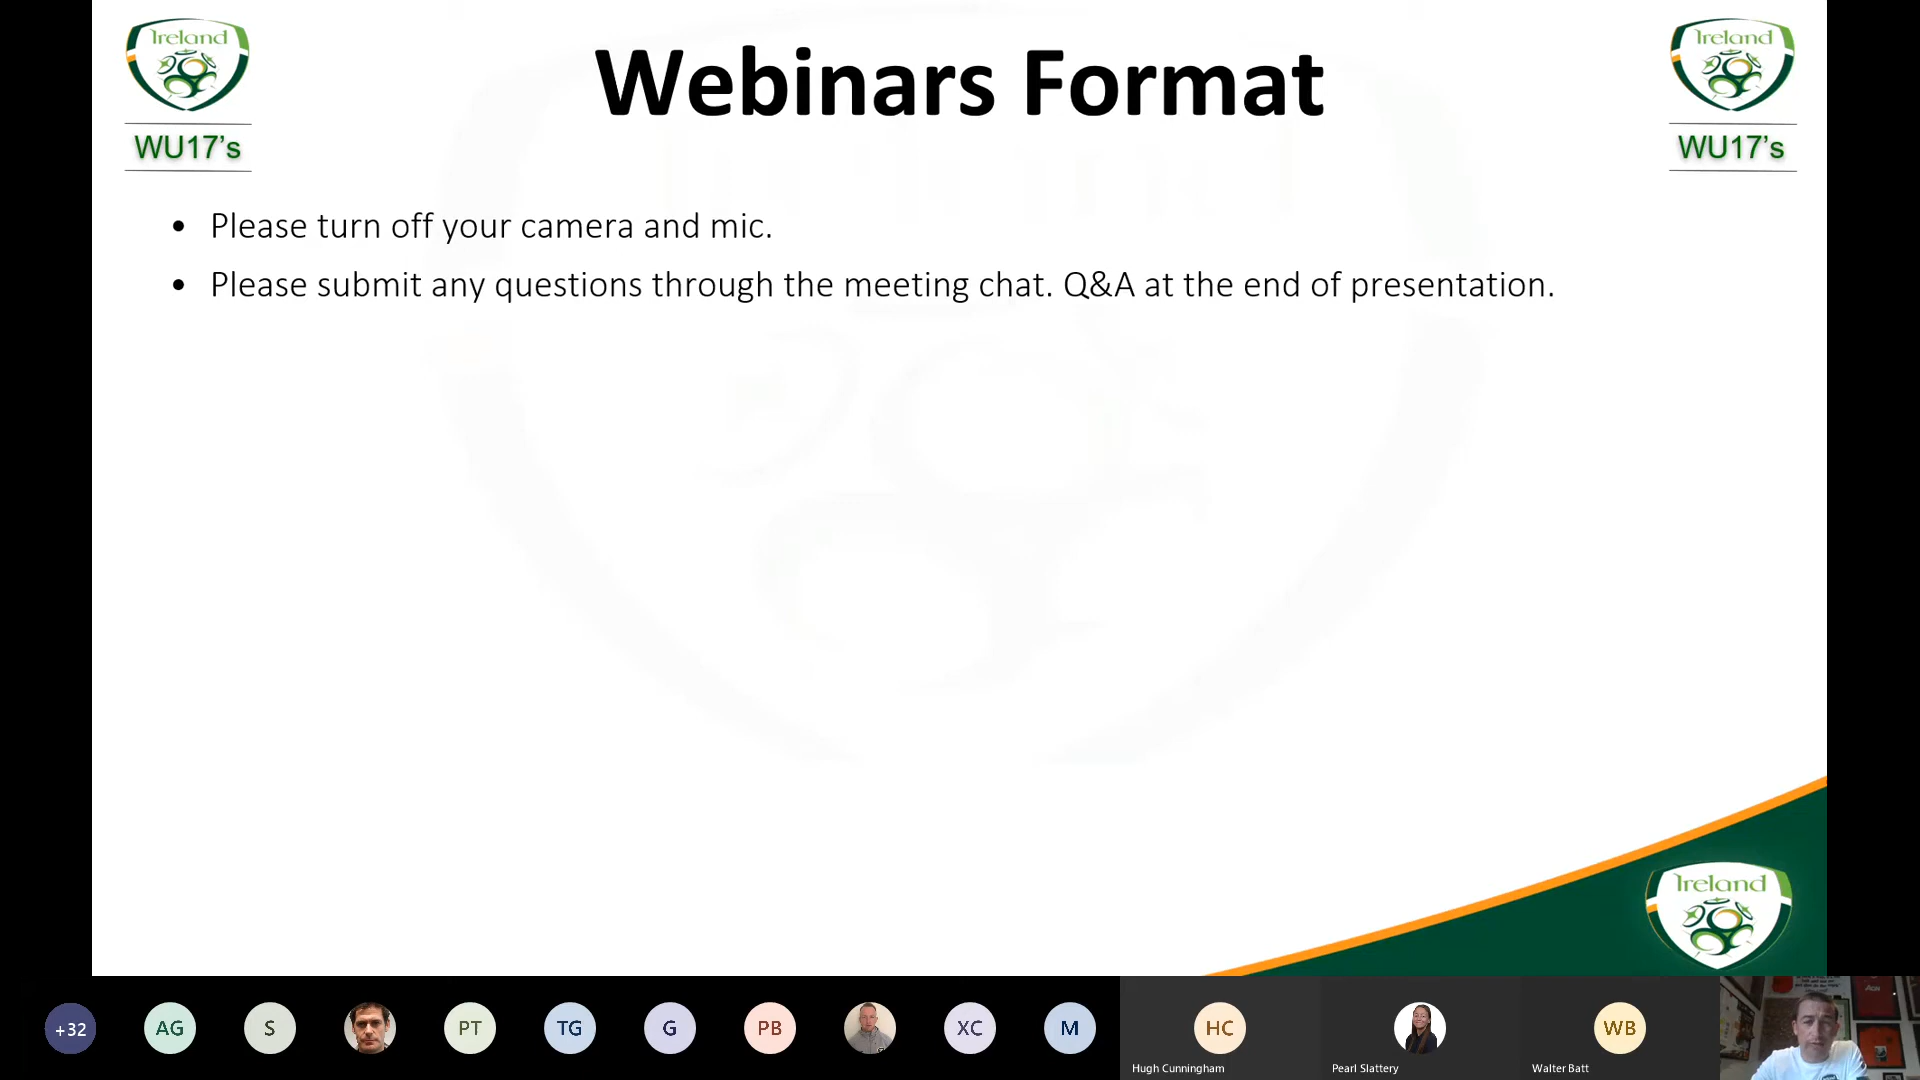 Ireland
WU17's
Webinars Format
Ireland
WU17's
• Please turn off your camera and mic.
• Please submit any questions through the meeting chat. Q&A at the end of presentation.
Ireland
+32
AG
S
PT
TG
G
PB
XC
M
HC
Hugh Cunningham
Pearl Slattery
WB
Walter Batt